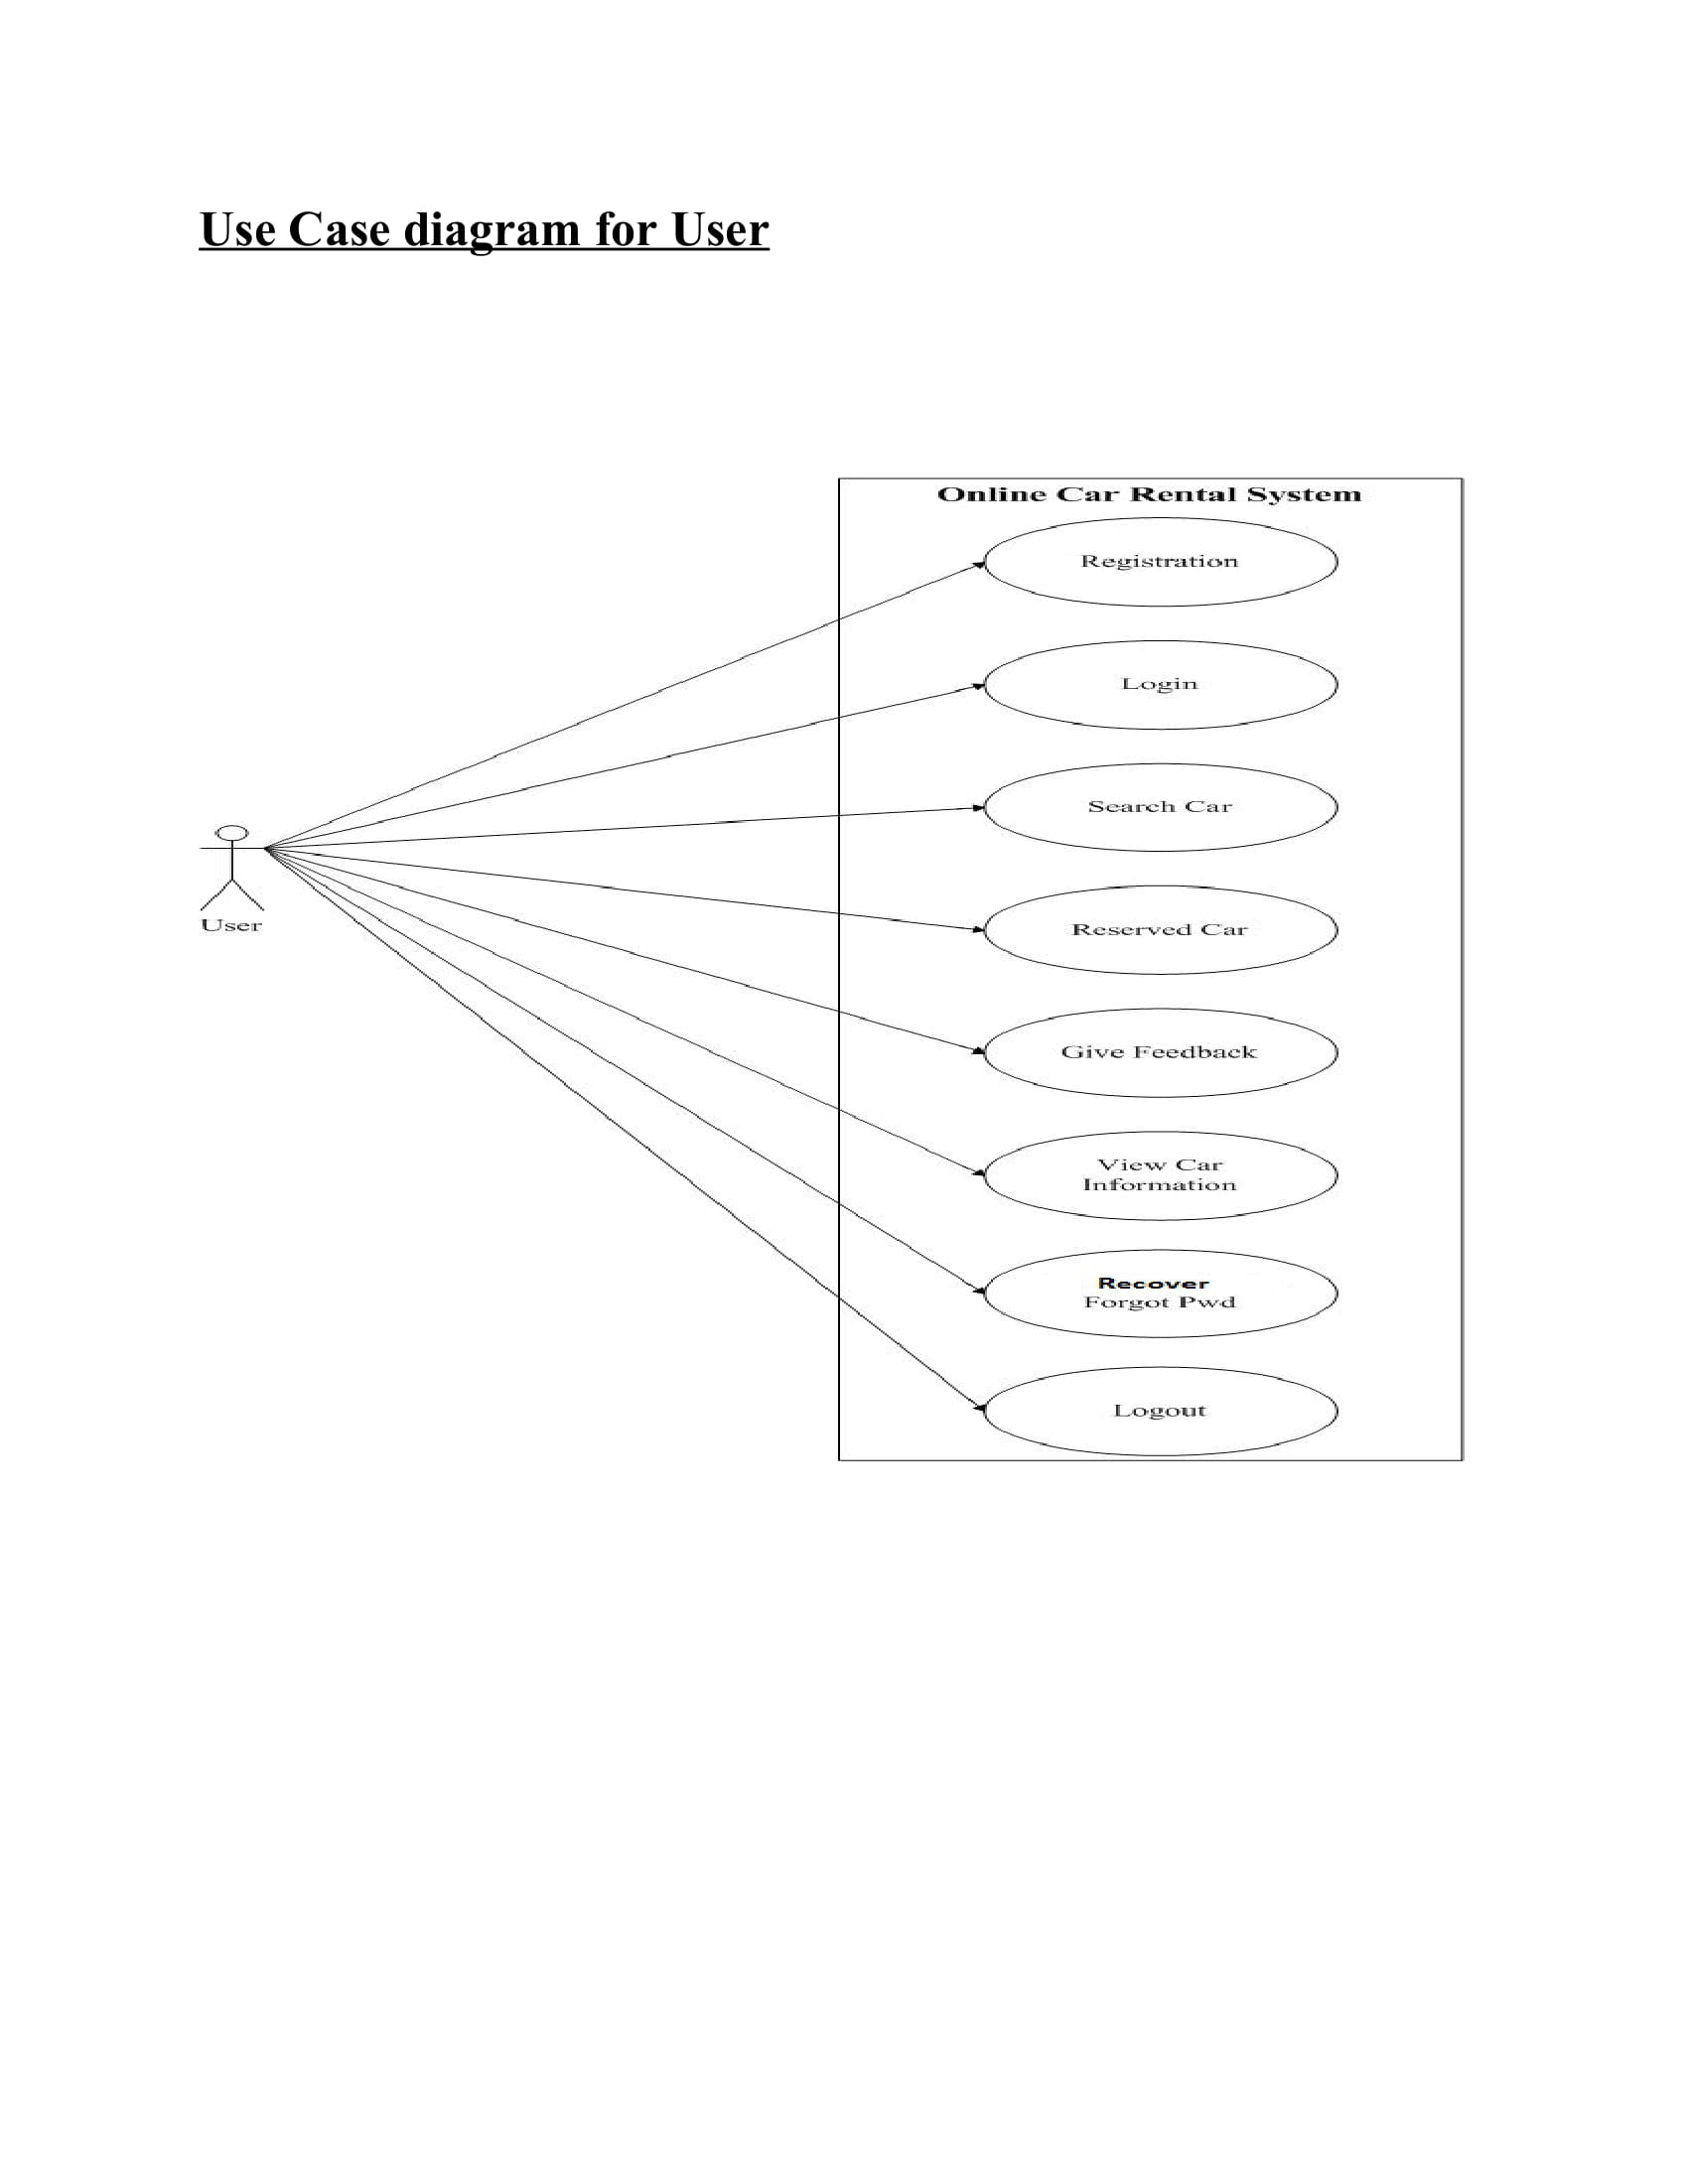 Use Case diagram for User
Online Car Rental System
Registration
Login
Search Car
User
Reserved Car
Give Feedback
View Car
Information
Recover
Forgot Pwd
Logout